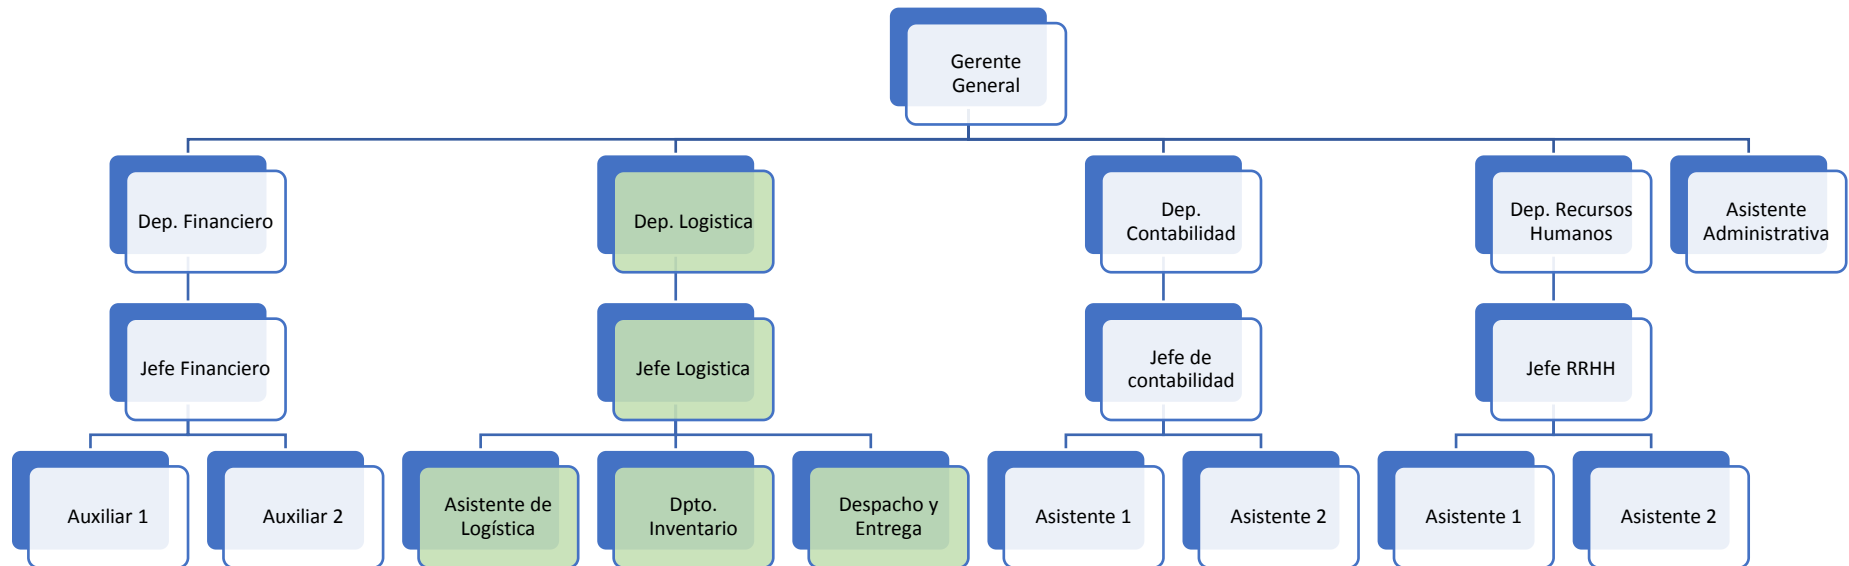 Gerente
General
Dep. Financiero
Dep. Logistica
Dep.
Contabilidad
Dep. Recursos
Humanos
Asistente
Administrativa
Jefe Financiero
Jefe Logistica
Jefe de
contabilidad
Jefe RRHH
Auxiliar 1
Auxiliar 2
Asistente de
Logística
Dpto.
Inventario
Despacho y
Entrega
Asistente 1
Asistente 2
Asistente 1
Asistente 2